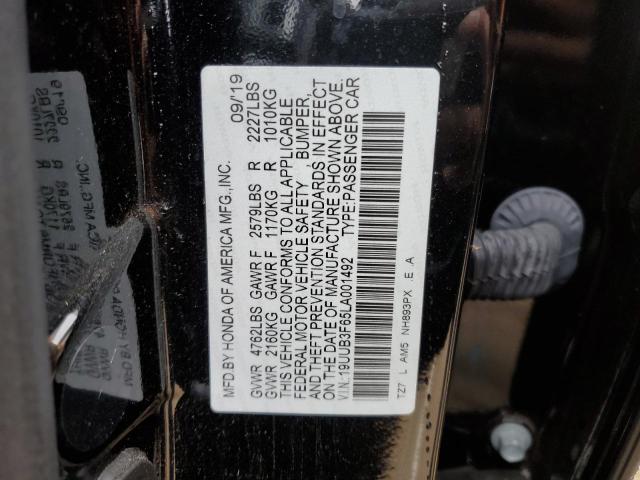 MFD.BY HONDA OF AMERICA MFG.,INC. 09/19
GVWR 4762LBS GAWR F 2579LBS R 2227LBS
GVWR 2160KG GAWR F 1170KG R 1010KG
THIS VEHICLE CONFORMS TO ALL APPLICABLE
FEDERAL MOTOR VEHICLE SAFETY, BUMPER,
AND THEFT PREVENTION STANDARDS IN EFFECT
ON THE DATE OF MANUFACTURE SHOWN ABOVE.
V.I.N.:19UUB3F65LA001492 TYPE:PASSENGER CAR
TZ7 L AM5 NH893PX .E .A